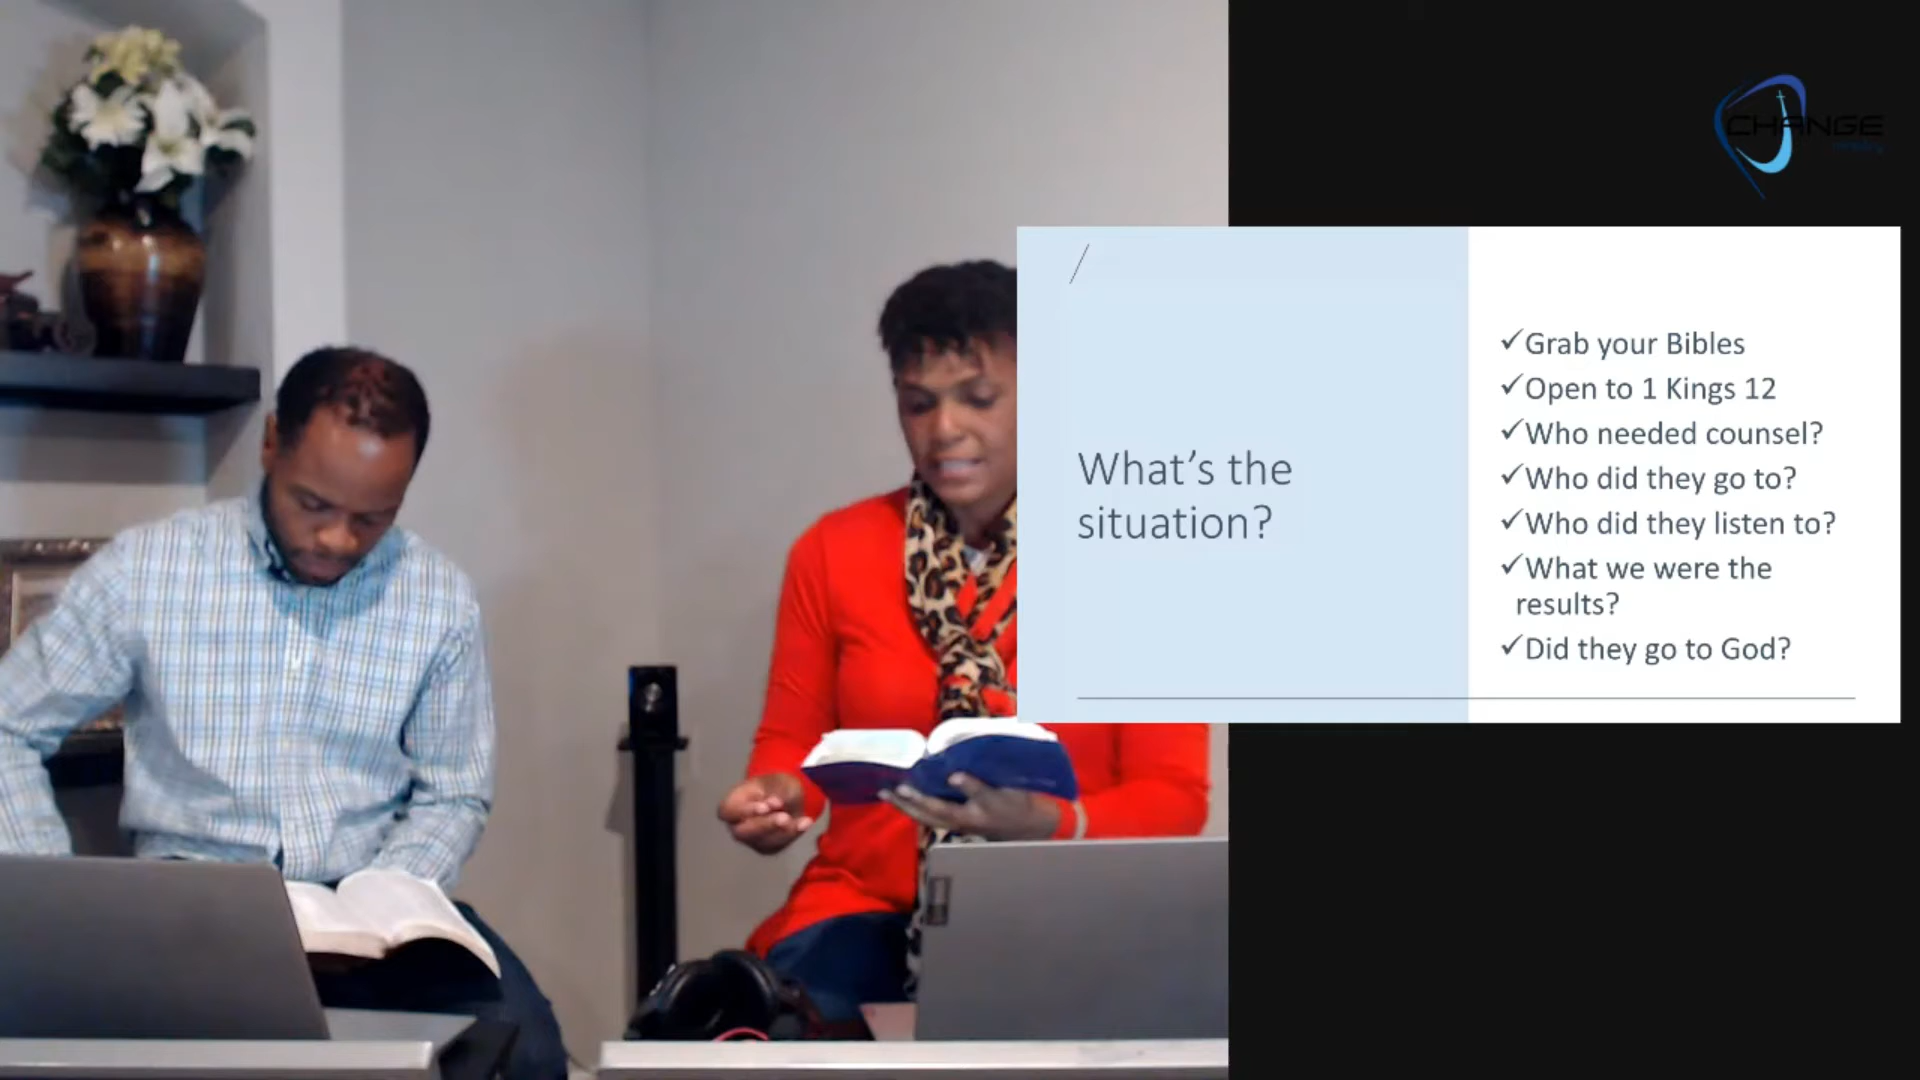 CHANGE
ministry
What's the
situation?
✓Grab your Bibles
✓Open to 1 Kings 12
✓Who needed counsel?
✓Who did they go to?
✓Who did they listen to?
✓What we were the
results?
✓Did they go to God?